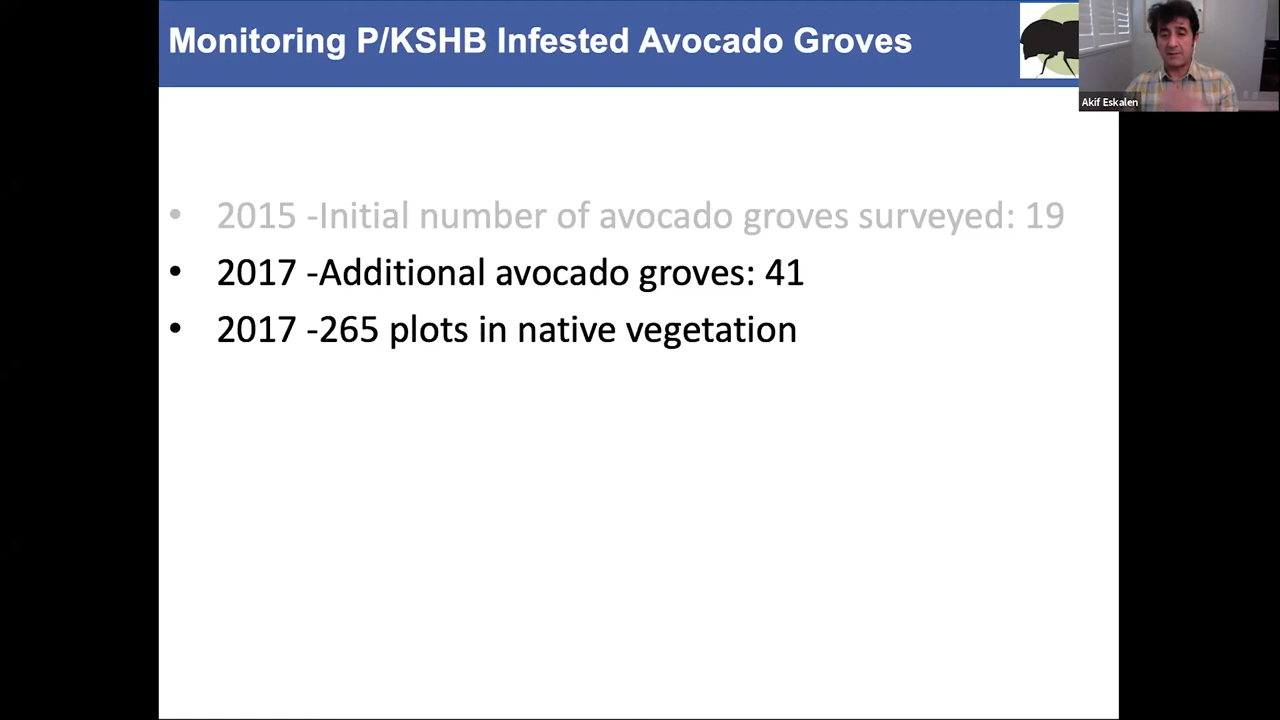 Monitoring P/KSHB Infested Avocado Groves
Akif Eskalen
• 2015 -Initial number of avocado groves surveyed: 19
• 2017 -Additional avocado groves: 41
• 2017 -265 plots in native vegetation